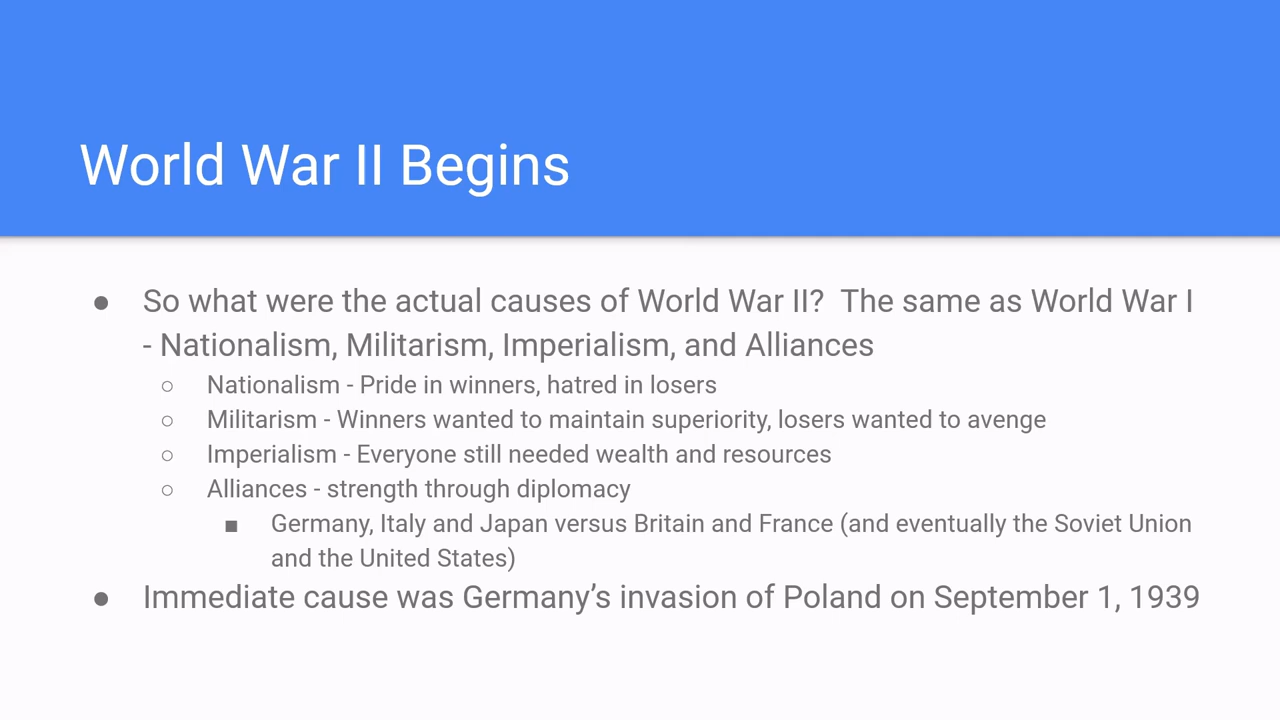 World War II Begins
● So what were the actual causes of World War II?  The same as World War I
- Nationalism, Militarism, Imperialism, and Alliances
○ Nationalism - Pride in winners, hatred in losers
○ Militarism - Winners wanted to maintain superiority, losers wanted to avenge
○ Imperialism - Everyone still needed wealth and resources
○ Alliances - strength through diplomacy
■ Germany, Italy and Japan versus Britain and France (and eventually the Soviet Union
and the United States)
● Immediate cause was Germany’s invasion of Poland on September 1, 1939